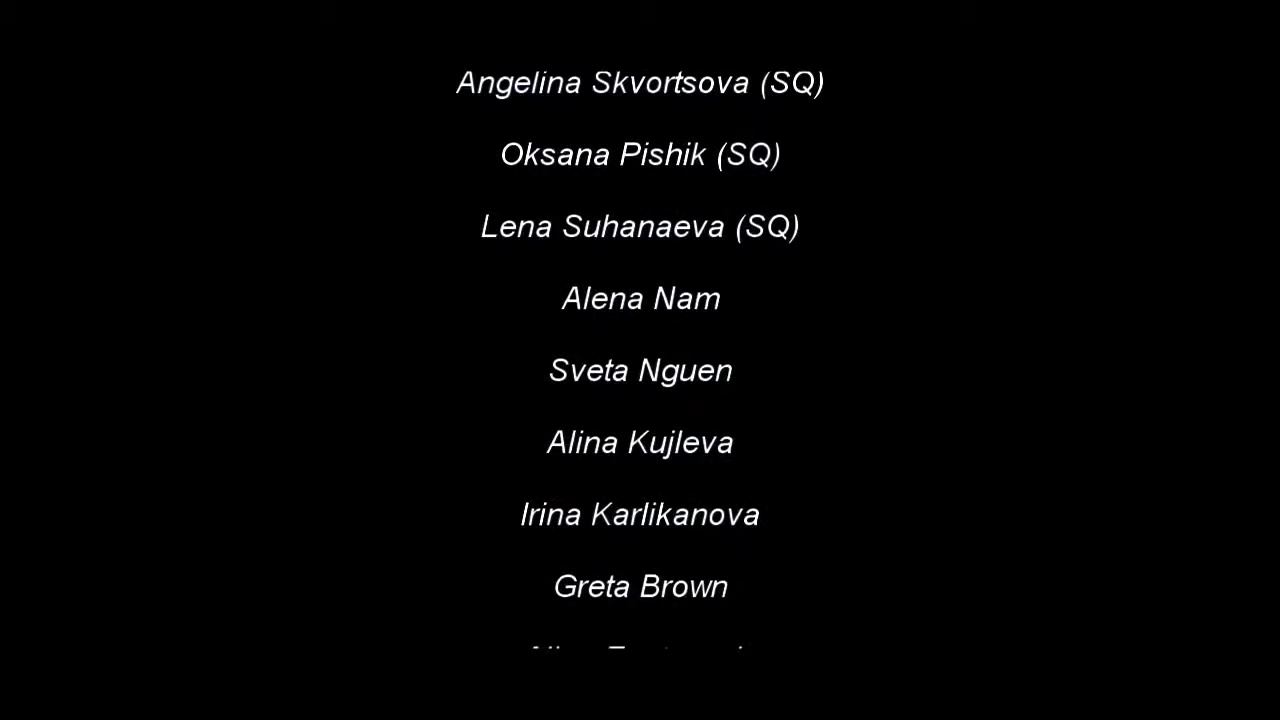 Angelina Skvortsova (SQ)
Oksana Pishik (SQ)
Lena Suhanaeva (SQ)
Alena Nam
Sveta Nguen
Alina Kujleva
Irina Karlikanova
Greta Brown